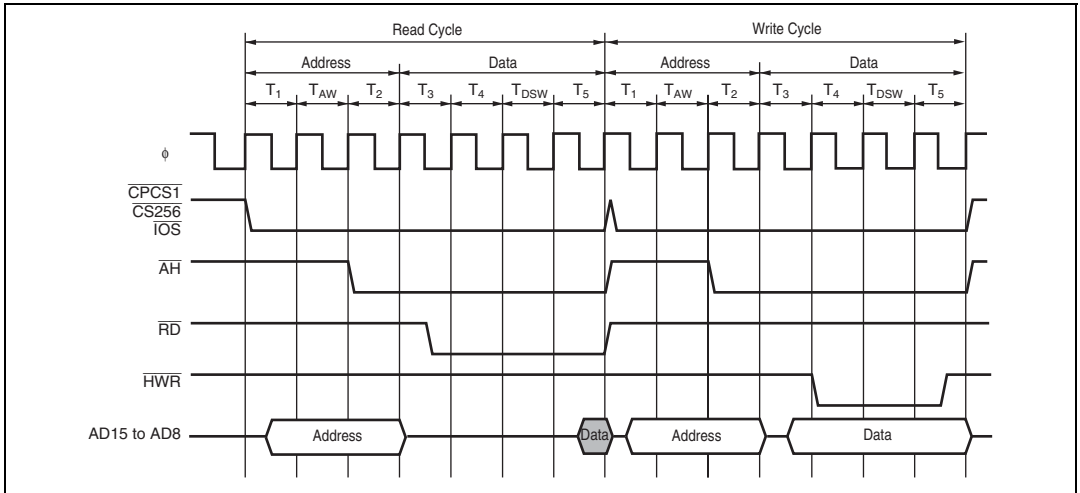 Read Cycle Write Cycle
Address Data Address Data
T1 TAW T2 T3 T4 TDSW T5 T1 TAW T2 T3 T4 TDSW T5
ϕ
CPCS1
CS256
IOS
AH
RD
HWR
AD15 to AD8 Address Data Address Data